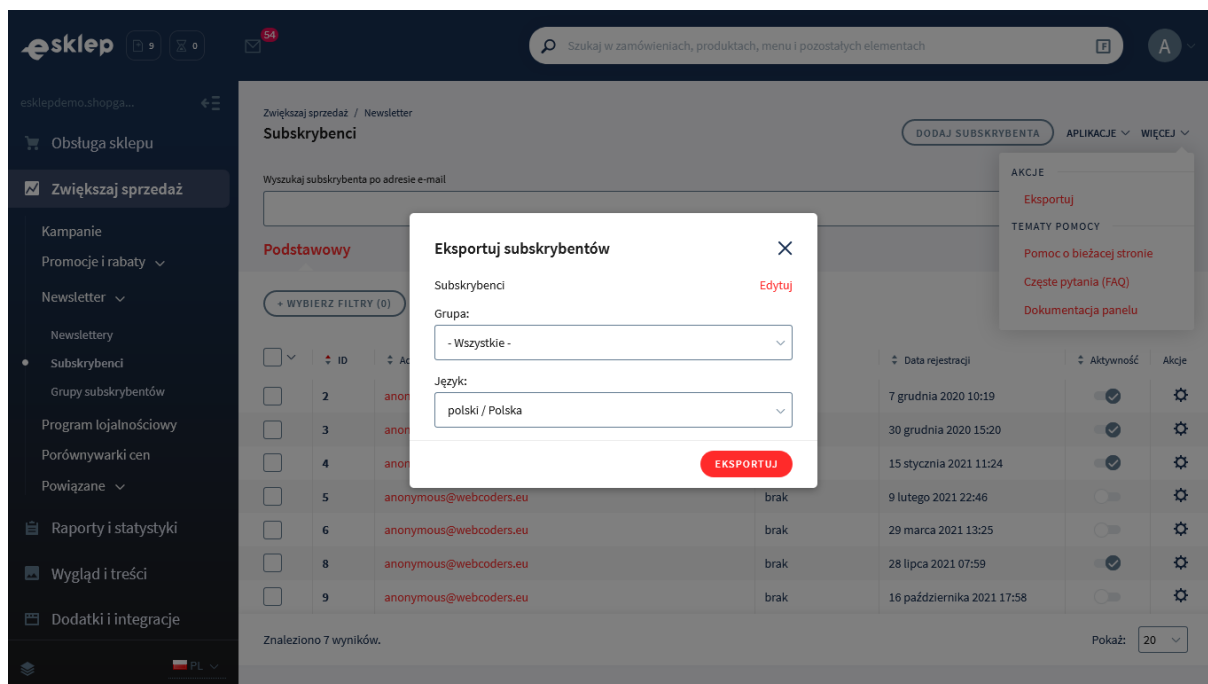 esklep
9
0
54
Szukaj w zamówieniach, produktach, menu i pozostałych elementach
F
A
esklepdemo.shopga...
Obsługa sklepu
Zwiększaj sprzedaż
Kampanie
Promocje i rabaty
Newsletter
Newslettery
Subskrybenci
Grupy subskrybentów
Program lojalnościowy
Porównywarki cen
Powiązane
Raporty i statystyki
Wygląd i treści
Dodatki i integracje
PL
Zwiększaj sprzedaż / Newsletter
Subskrybenci
DODAJ SUBSKRYBENTA
APLIKACJE
WIĘCEJ
AKCJE
Eksportuj
TEMATY POMOCY
Pomoc o bieżacej stronie
Częste pytania (FAQ)
Dokumentacja panelu
Wyszukaj subskrybenta po adresie e-mail
Podstawowy
+ WYBIERZ FILTRY (0)
Eksportuj subskrybentów
Subskrybenci Edytuj
Grupa:
- Wszystkie -
Język:
polski / Polska
EKSPORTUJ
ID Data rejestracji Aktywność Akcje
2 anon 7 grudnia 2020 10:19
3 anon 30 grudnia 2020 15:20
4 anon 15 stycznia 2021 11:24
5 anonymous@webcoders.eu brak 9 lutego 2021 22:46
6 anonymous@webcoders.eu brak 29 marca 2021 13:25
8 anonymous@webcoders.eu brak 28 lipca 2021 07:59
9 anonymous@webcoders.eu brak 16 października 2021 17:58
Znaleziono 7 wyników.
Pokaż: 20